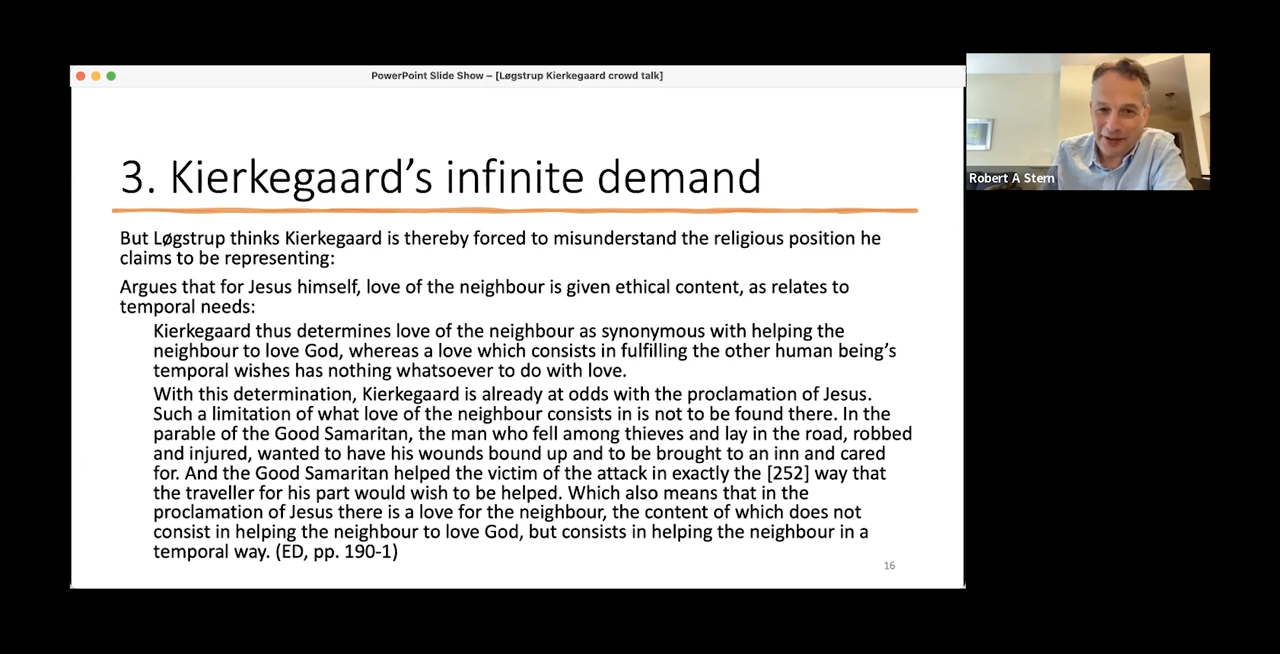 PowerPoint Slide Show – [Løgstrup Kierkegaard crowd talk]
3. Kierkegaard's infinite demand
But Løgstrup thinks Kierkegaard is thereby forced to misunderstand the religious position he
claims to be representing:
Argues that for Jesus himself, love of the neighbour is given ethical content, as relates to
temporal needs:
Kierkegaard thus determines love of the neighbour as synonymous with helping the
neighbour to love God, whereas a love which consists in fulfilling the other human being's
temporal wishes has nothing whatsoever to do with love.
With this determination, Kierkegaard is already at odds with the proclamation of Jesus.
Such a limitation of what love of the neighbour consists in is not to be found there. In the
parable of the Good Samaritan, the man who fell among thieves and lay in the road, robbed
and injured, wanted to have his wounds bound up and to be brought to an inn and cared
for. And the Good Samaritan helped the victim of the attack in exactly the [252] way that
the traveller for his part would wish to be helped. Which also means that in the
proclamation of Jesus there is a love for the neighbour, the content of which does not
consist in helping the neighbour to love God, but consists in helping the neighbour in a
temporal way. (ED, pp. 190-1)
16
Robert A Stern